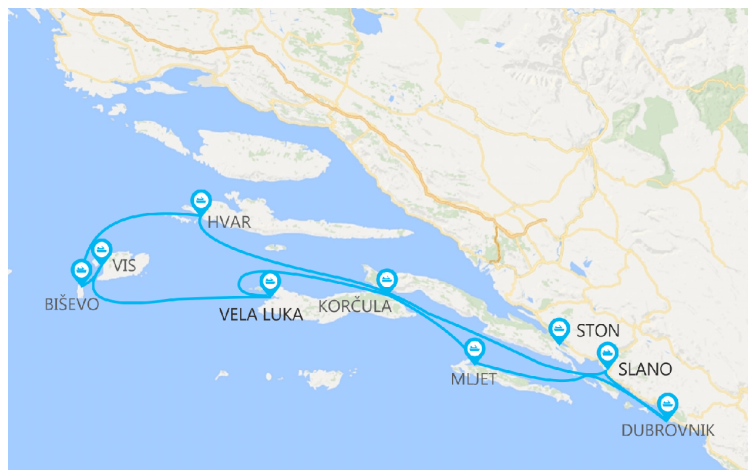 HVAR
VIS
BIŠEVO
VELA LUKA
KORČULA
STON
MLJET
SLANO
DUBROVNIK